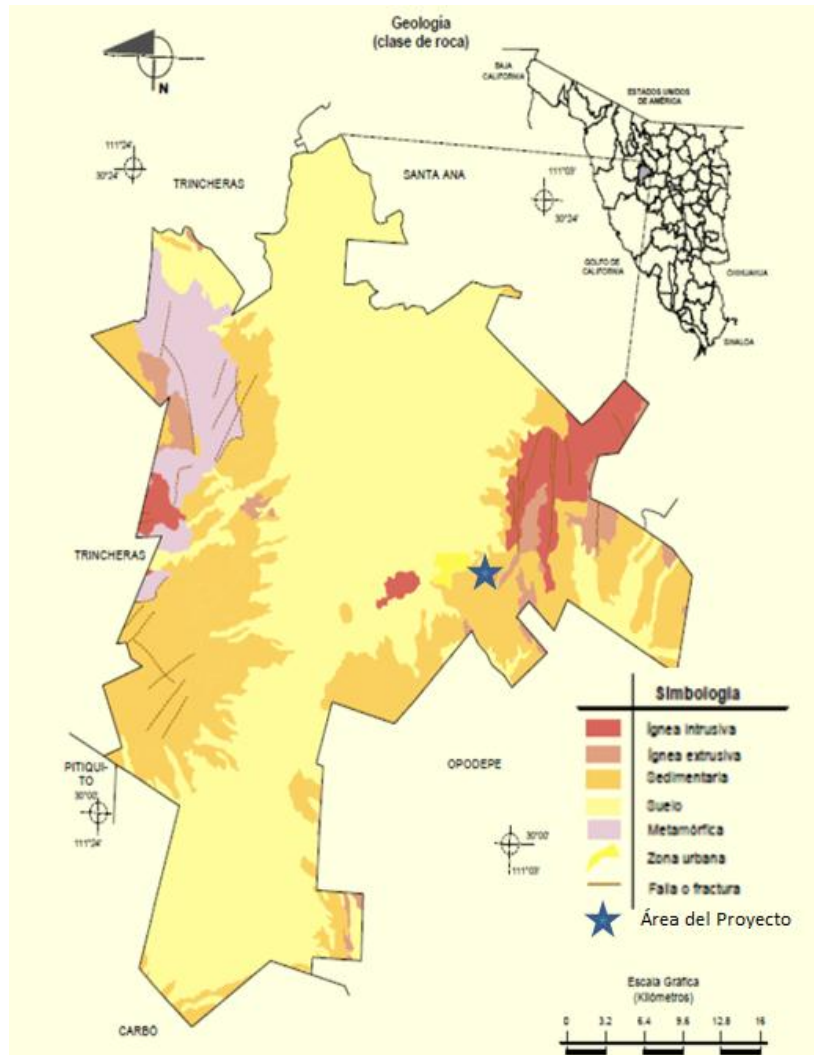 Geología
(clase de roca)
N
BAJA
CALIFORNIA
ESTADOS UNIDOS
DE AMÉRICA
111°24'
30°24'
TRINCHERAS
SANTA ANA
111°03'
30°24'
GOLFO DE
CALIFORNIA
CHIHUAHUA
SINALOA
TRINCHERAS
PITIQUI-
TO
30°00'
111°24'
OPODEPE
30°00'
111°03'
CARBÓ
Simbologia
Ígnea intrusiva
Ígnea extrusiva
Sedimentaria
Suelo
Metamórfica
Zona urbana
Falla o fractura
Área del Proyecto
Escala Gráfica
(Kilómetros)
0 3.2 6.4 9.6 12.8 16